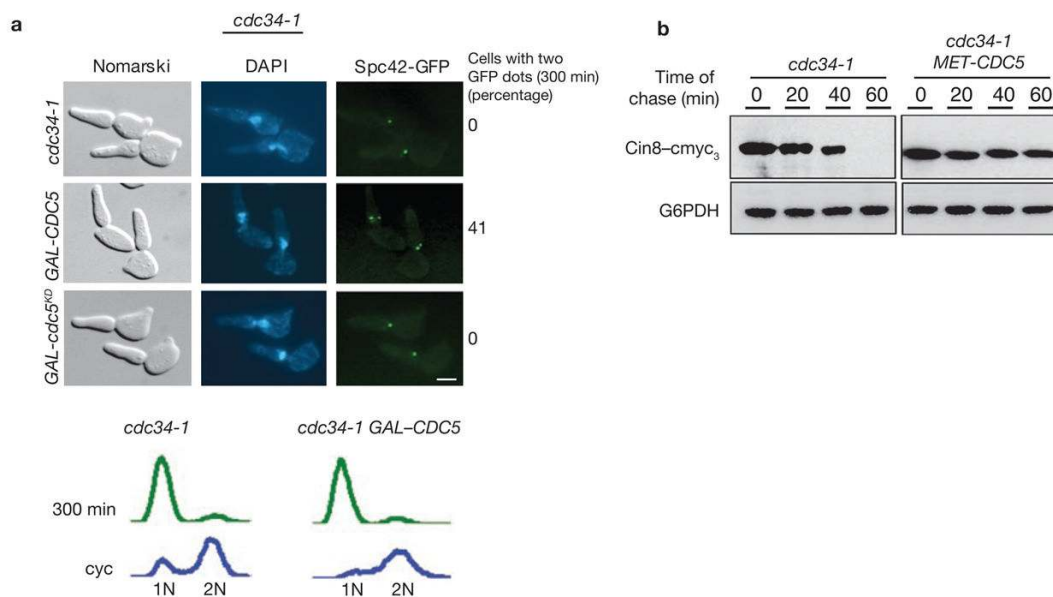 a
cdc34-1
Nomarski DAPI Spc42-GFP
Cells with two
GFP dots (300 min)
(percentage)
cdc34-1
0
GAL-CDC5
41
GAL-cdc5KD
0
cdc34-1 cdc34-1 GAL–CDC5
300 min
cyc
1N 2N 1N 2N
b
Time of
chase (min)
cdc34-1
cdc34-1
MET-CDC5
0 20 40 60 0 20 40 60
Cin8–cmyc3
G6PDH